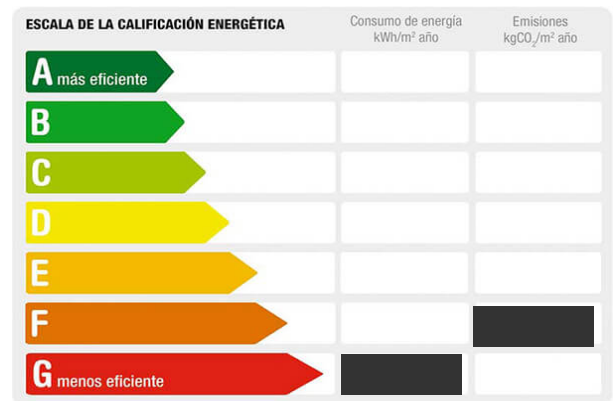 ESCALA DE LA CALIFICACIÓN ENERGÉTICA
Consumo de energía
kWh/m² año
Emisiones
kgCO₂/m² año
A más eficiente
B
C
D
E
F
G menos eficiente